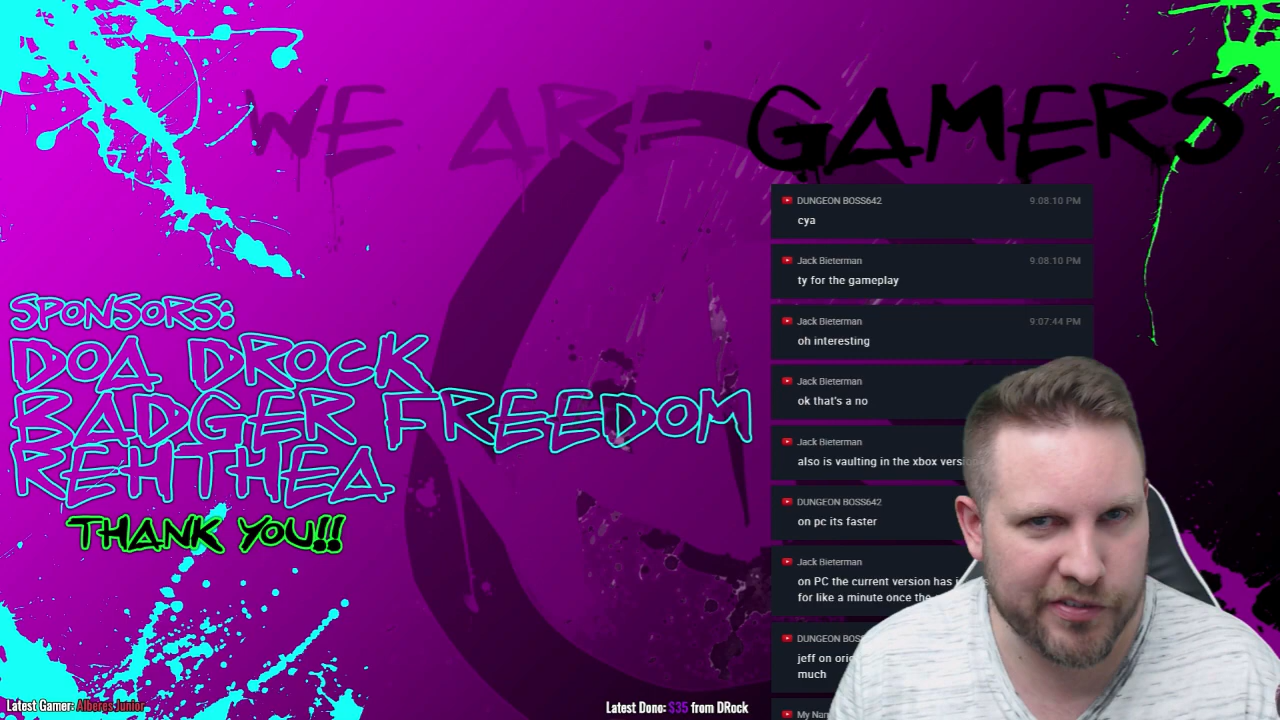 WE ARE GAMERS
SPONSORS:
DOA DROCK
BADGER FREEDOM
REHTHEA
THANK YOU!!
DUNGEON BOSS642 9:08:10 PM
cya
Jack Bieterman 9:08:10 PM
ty for the gameplay
Jack Bieterman 9:07:44 PM
oh interesting
Jack Bieterman
ok that's a no
Jack Bieterman
also is vaulting in the xbox version
DUNGEON BOSS642
on pc its faster
Jack Bieterman
on PC the current version has
for like a minute once the
DUNGEON BOSS
jeff on
much
My
Latest Gamer: Alberes Junior
Latest Dono: $35 from DRock